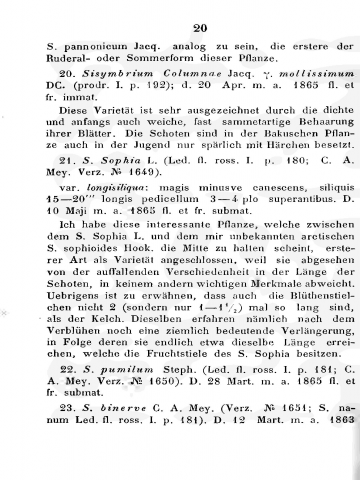 20
S. pannonicum Jacq. analog zu sein, die erstere der
Ruderal- oder Sommerform dieser Pflanze.
20. Sisymbrium Columnae Jacq. γ. mollissimum
DC. (prodr. I. p. 192); d. 20 Apr. m. a. 1865 fl. et
fr. immat.
Diese Varietät ist sehr ausgezeichnet durch die dichte
und anfangs auch weiche, fast sammetartige Behaarung
ihrer Blätter. Die Schoten sind in der Bakuschen Pflan-
ze auch in der Jugend nur spärlich mit Härchen besetzt.
21. S. Sophia L. (Led. fl. ross. I. p. 180; C. A.
Mey. Verz. № 1649).
var. longisiliqua: magis minusve canescens, siliquis
15—20''' longis pedicellum 3—4 plo superantibus. D.
10 Maji m. a. 1865 fl. et fr. submat.
Ich habe diese interessante Pflanze, welche zwischen
dem S. Sophia L. und dem mir unbekannten arctischen
S. sophioides Hook. die Mitte zu halten scheint, erste-
rer Art als Varietät angeschlossen, weil sie abgesehen
von der auffallenden Verschiedenheit in der Länge der
Schoten, in keinem andern wichtigen Merkmale abweicht.
Uebrigens ist zu erwähnen, dass auch die Blüthenstiel-
chen nicht 2 (sondern nur 1—1½) mal so lang sind,
als der Kelch. Dieselben erfahren nämlich nach dem
Verblühen noch eine ziemlich bedeutende Verlängerung,
in Folge deren sie endlich etwa dieselbe Länge errei-
chen, welche die Fruchtstiele des S. Sophia besitzen.
22. S. pumilum Steph. (Led. fl. ross. I. p. 181; C.
A. Mey. Verz. № 1650). D. 28 Mart. m. a. 1865 fl. et
fr. submat.
23. S. binerve C. A. Mey. (Verz. № 1651; S. na-
num Led. fl. ross. I. p. 181). D. 12 Mart. m. a. 1863